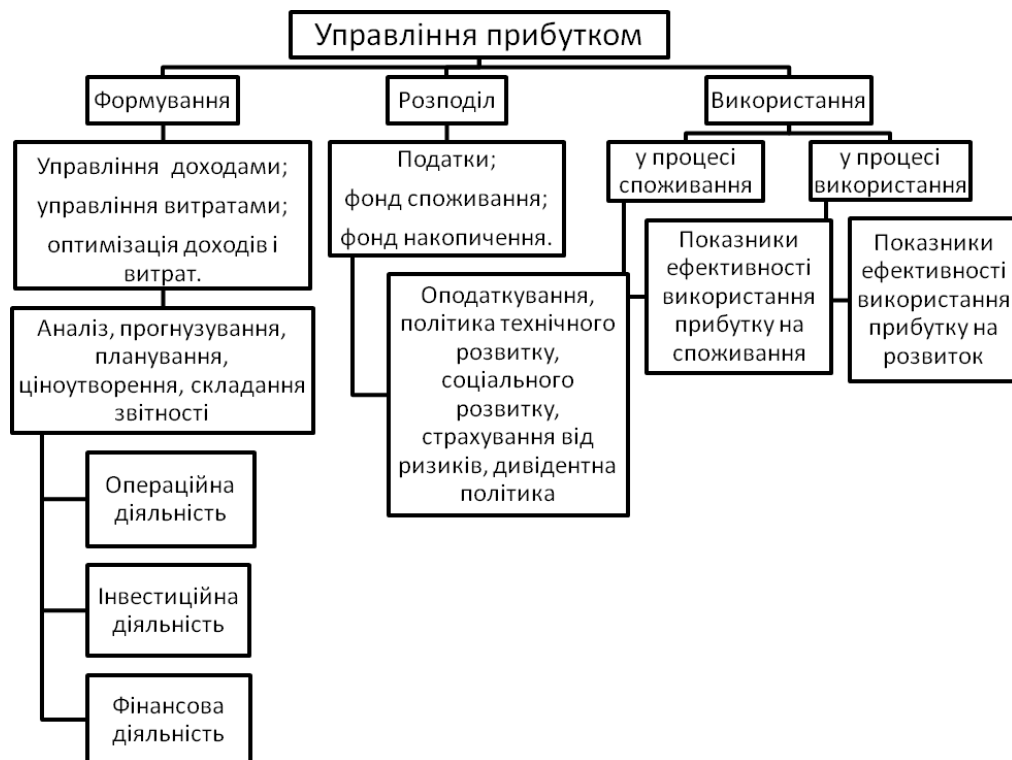 Управління прибутком
Формування
Розподіл
Використання
Управління доходами;
управління витратами;
оптимізація доходів і
витрат.
Податки;
фонд споживання;
фонд накопичення.
у процесі
споживання
у процесі
використання
Аналіз, прогнузування,
планування,
ціноутворення, складання
звітності
Оподаткування,
політика технічного
розвитку,
соціального
розвитку,
страхування від
ризиків, дивідентна
політика
Показники
ефективності
використання
прибутку на
споживання
Показники
ефективності
використання
прибутку на
розвиток
Операційна
діяльність
Інвестиційна
діяльність
Фінансова
діяльність